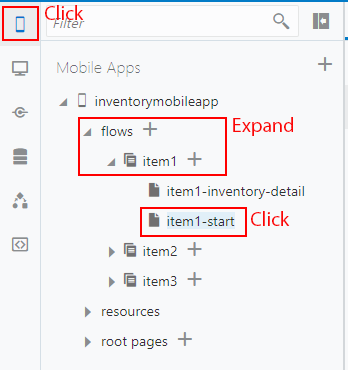 Click
Filter
Mobile Apps
inventorymobileapp
flows
Expand
item1
item1-inventory-detail
item1-start
Click
item2
item3
resources
root pages